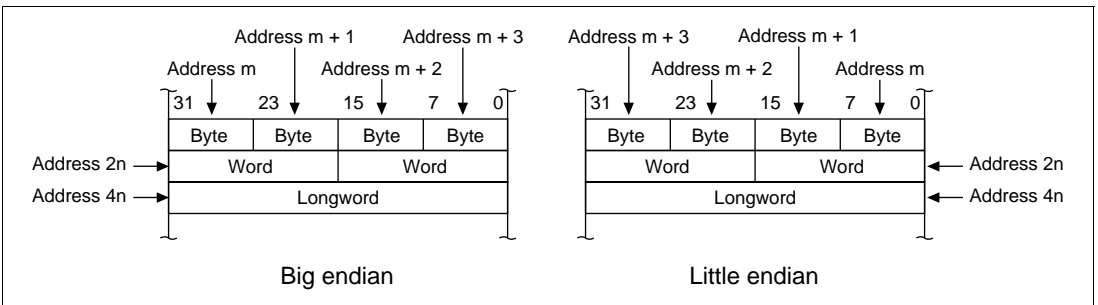 Address m + 1 Address m + 3 Address m + 3 Address m + 1
Address m Address m + 2 Address m + 2 Address m
31 23 15 7 0 31 23 15 7 0
Byte Byte Byte Byte Byte Byte Byte Byte
Address 2n Word Word Word Word Address 2n
Address 4n Longword Longword Address 4n
Big endian Little endian